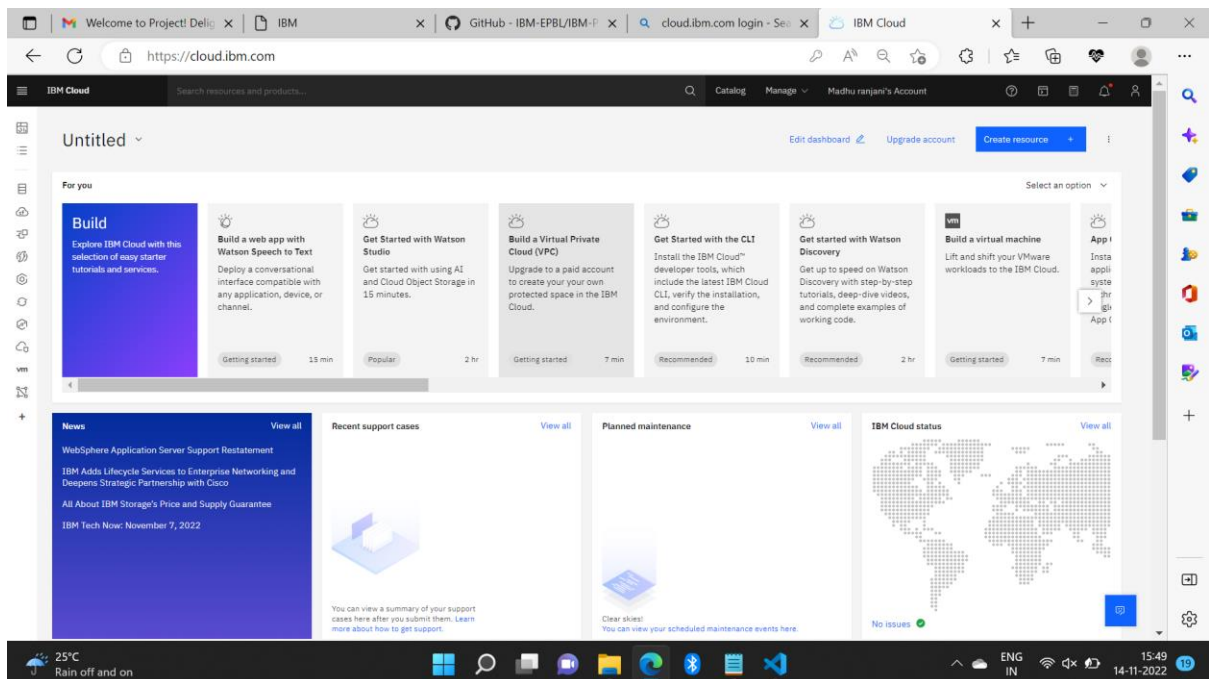 Welcome to Project! Delig
IBM
GitHub - IBM-EPBL/IBM-P
cloud.ibm.com login - Sea
IBM Cloud
https://cloud.ibm.com
IBM Cloud
Search resources and products...
Catalog
Manage
Madhu ranjani's Account
Untitled
Edit dashboard
Upgrade account
Create resource +
For you
Select an option
Build
Explore IBM Cloud with this
selection of easy starter
tutorials and services.
Build a web app with
Watson Speech to Text
Deploy a conversational
interface compatible with
any application, device, or
channel.
Getting started 15 min
Get Started with Watson
Studio
Get started with using AI
and Cloud Object Storage in
15 minutes.
Popular 2 hr
Build a Virtual Private
Cloud (VPC)
Upgrade to a paid account
to create your your own
protected space in the IBM
Cloud.
Getting started 7 min
Get Started with the CLI
Install the IBM Cloud™
developer tools, which
include the latest IBM Cloud
CLI, verify the installation,
and configure the
environment.
Recommended 10 min
Get started with Watson
Discovery
Get up to speed on Watson
Discovery with step-by-step
tutorials, deep-dive videos,
and complete examples of
working code.
Recommended 2 hr
vm
Build a virtual machine
Lift and shift your VMware
workloads to the IBM Cloud.
Getting started 7 min
App
Insta
appli
syste
App
Reco
vm
News View all
WebSphere Application Server Support Restatement
IBM Adds Lifecycle Services to Enterprise Networking and
Deepens Strategic Partnership with Cisco
All About IBM Storage's Price and Supply Guarantee
IBM Tech Now: November 7, 2022
Recent support cases View all
You can view a summary of your support
cases here after you submit them. Learn
more about how to get support.
Planned maintenance View all
Clear skies!
You can view your scheduled maintenance events here.
IBM Cloud status View all
No issues
25°C
Rain off and on
ENG
IN
15:49
14-11-2022
19